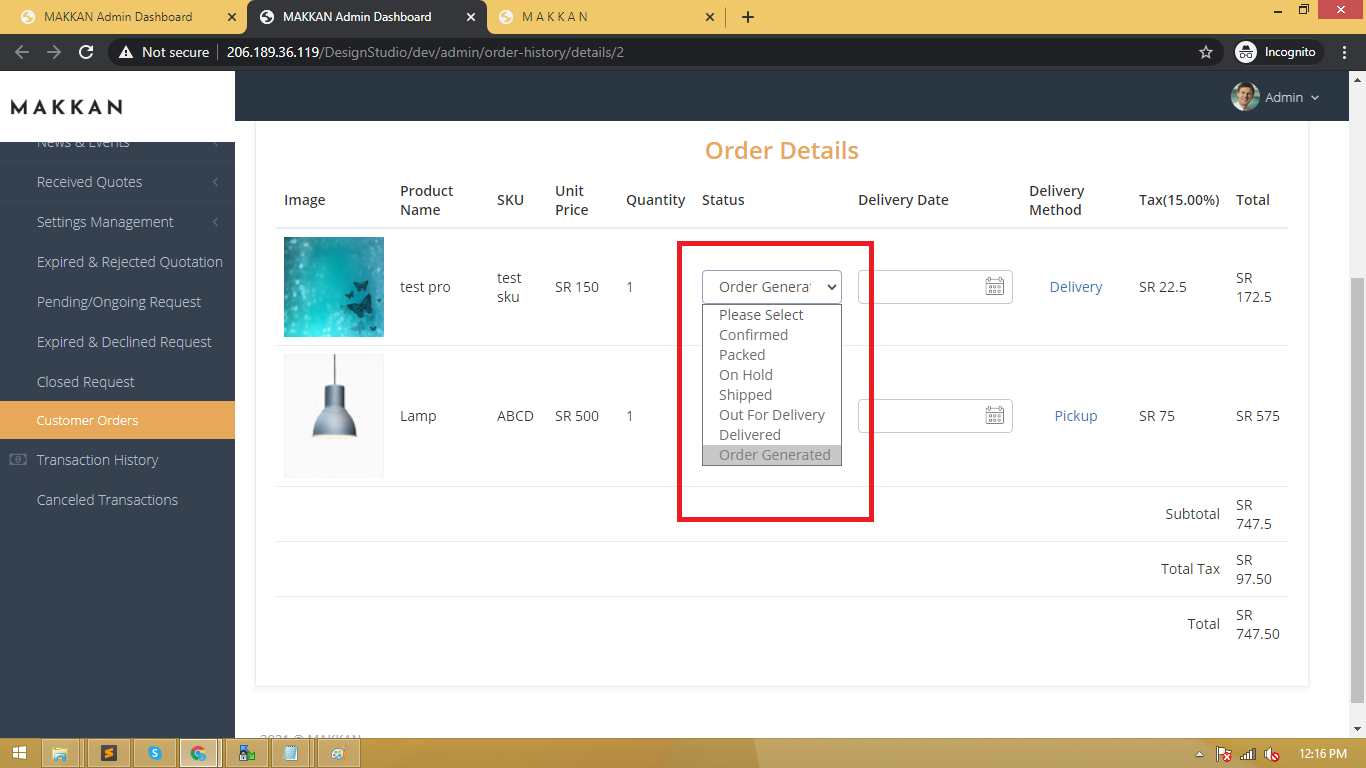 MAKKAN Admin Dashboard
MAKKAN Admin Dashboard
M A K K A N
Not secure
206.189.36.119/DesignStudio/dev/admin/order-history/details/2
Incognito
MAKKAN
Admin
News & Events
Received Quotes
Settings Management
Expired & Rejected Quotation
Pending/Ongoing Request
Expired & Declined Request
Closed Request
Customer Orders
Transaction History
Canceled Transactions
Order Details
Image
Product
Name
SKU
Unit
Price
Quantity
Status
Delivery Date
Delivery
Method
Tax(15.00%)
Total
test pro
test
sku
SR 150
1
Order Generat
Delivery
SR 22.5
SR
172.5
Please Select
Confirmed
Packed
On Hold
Shipped
Out For Delivery
Delivered
Order Generated
Lamp
ABCD
SR 500
1
Pickup
SR 75
SR 575
Subtotal
SR
747.5
Total Tax
SR
97.50
Total
SR
747.50
2021 © MAKKAN
12:16 PM